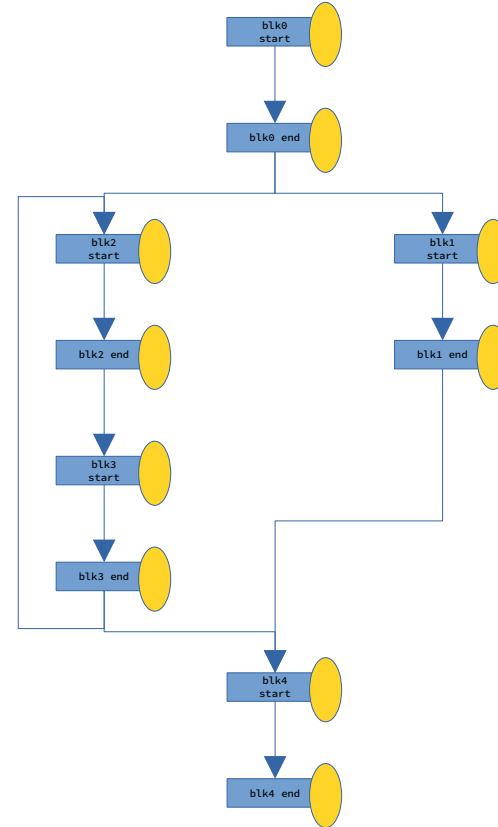 blk0
start
blk0 end
blk2
start
blk1
start
blk2 end
blk1 end
blk3
start
blk3 end
blk4
start
blk4 end